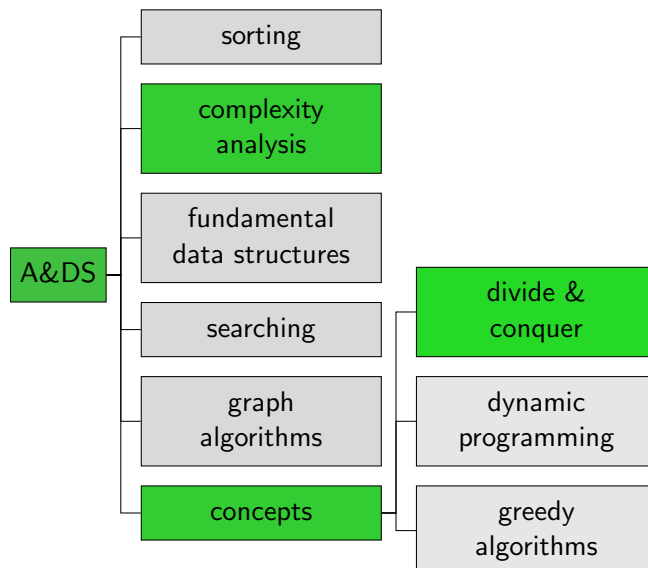 sorting
complexity
analysis
fundamental
data structures
A&DS
searching
graph
algorithms
concepts
divide &
conquer
dynamic
programming
greedy
algorithms